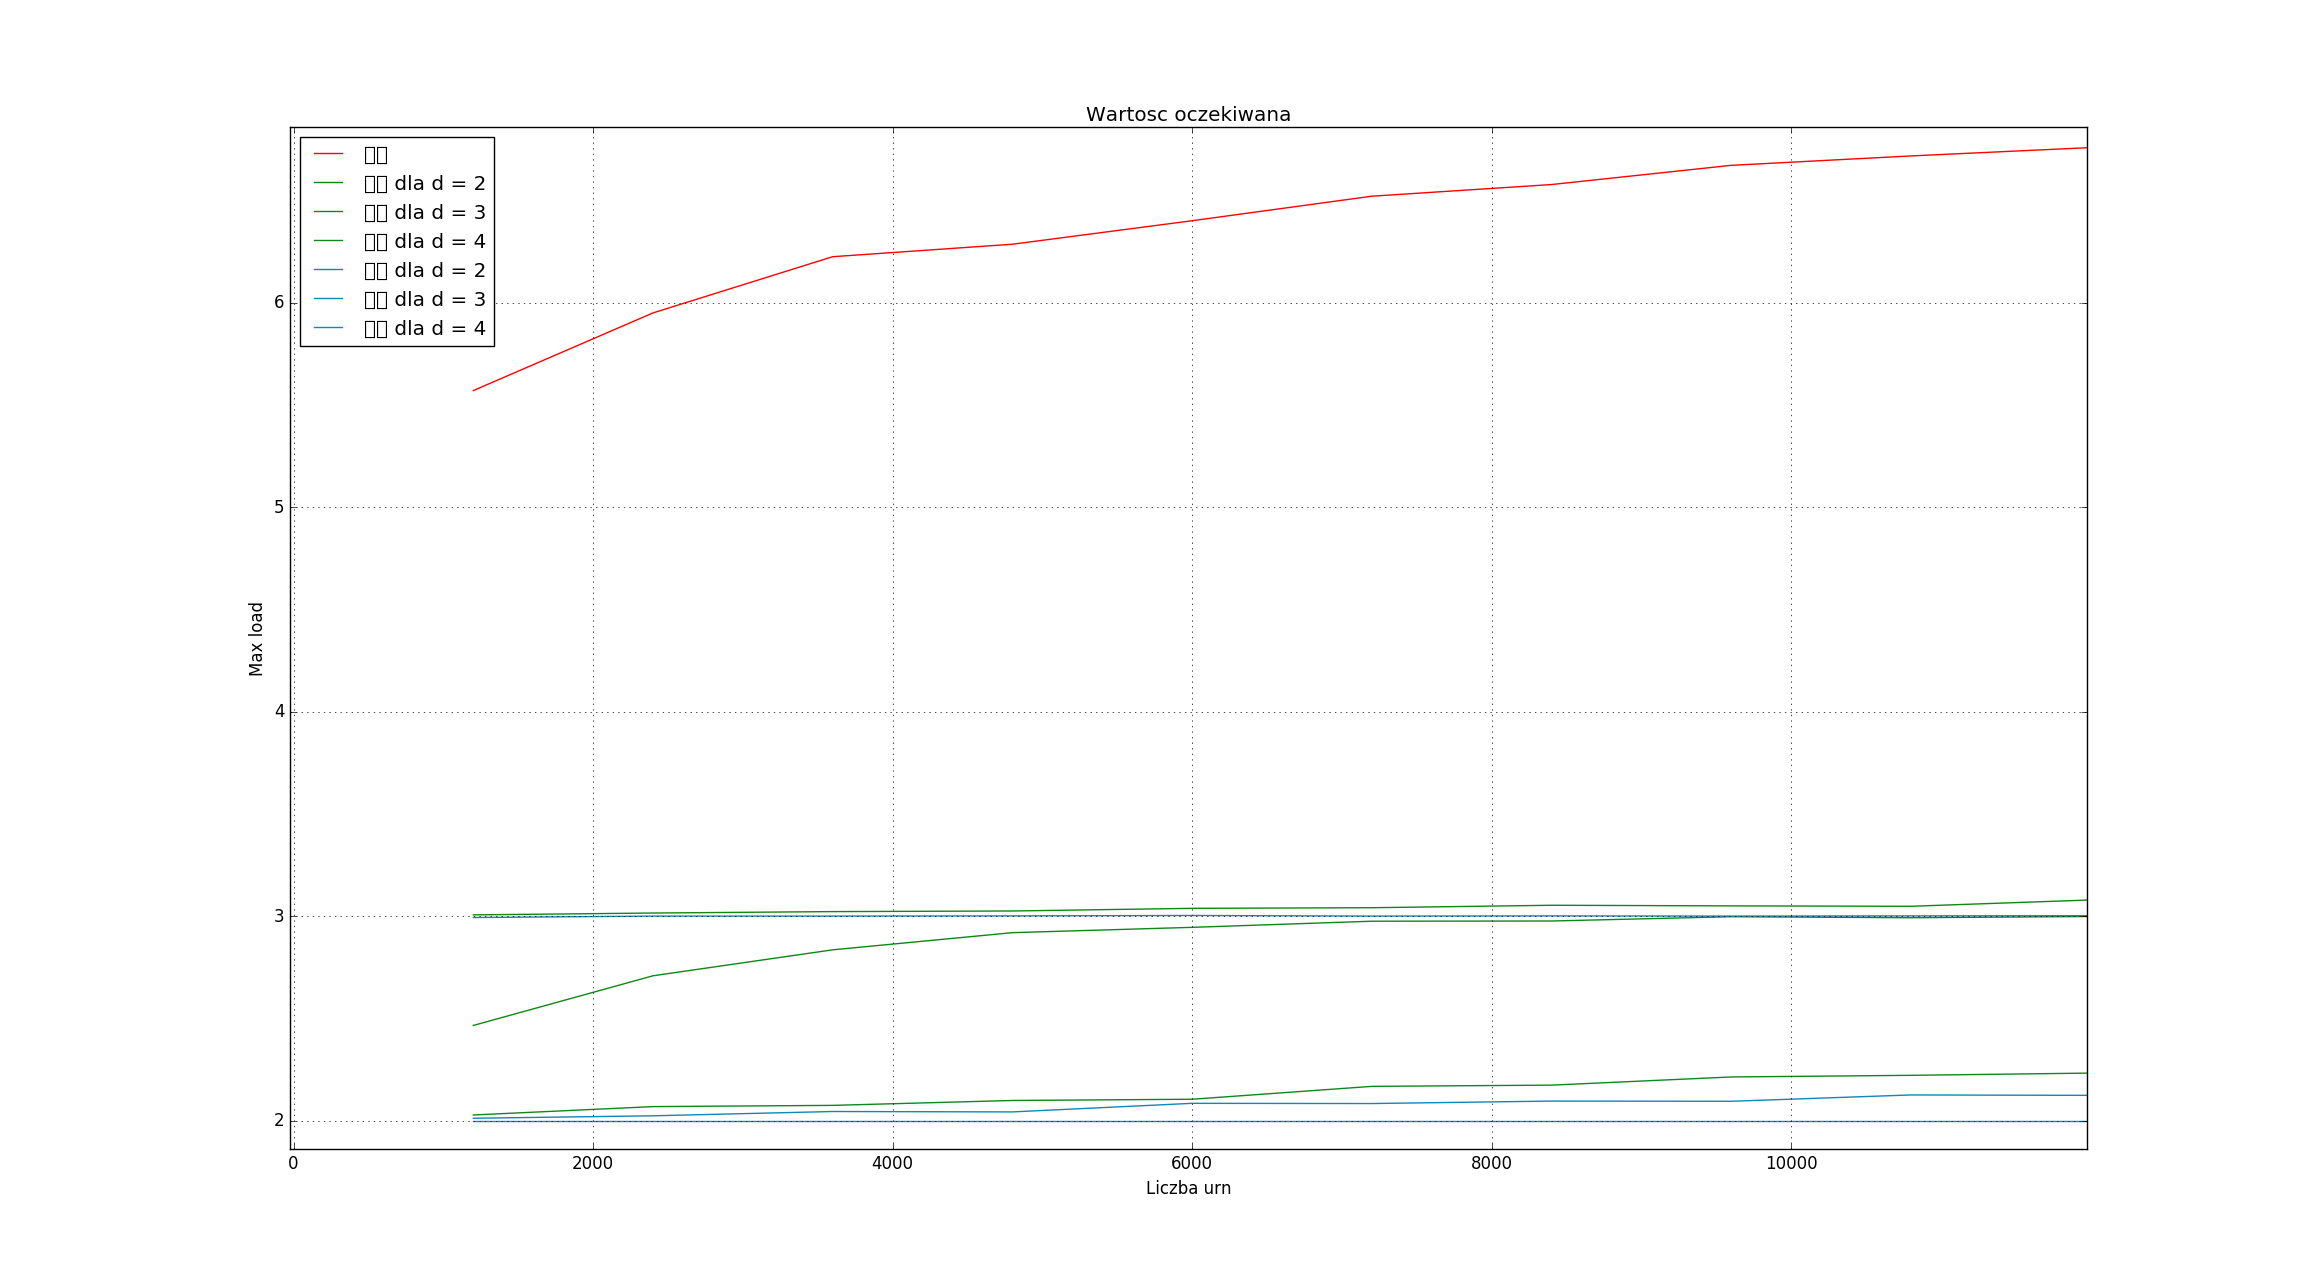 Wartosc oczekiwana
dla d = 2
dla d = 3
dla d = 4
dla d = 2
dla d = 3
dla d = 4
6
5
4
3
2
Max load
0 2000 4000 6000 8000 10000
Liczba urn